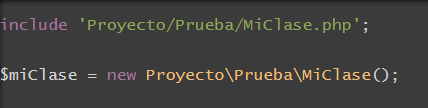 include 'Proyecto/Prueba/MiClase.php';
$miClase = new Proyecto\Prueba\MiClase();